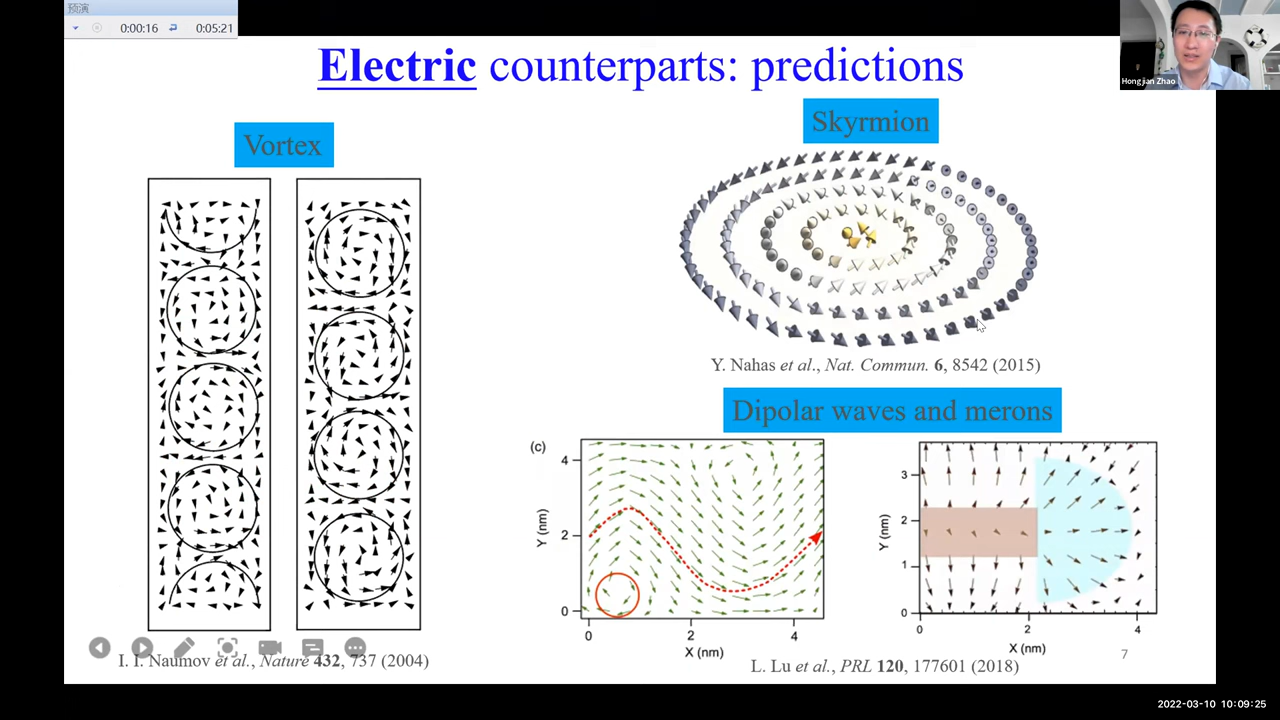 预演
0:00:16
0:05:21
Hongjian Zhao
Electric counterparts: predictions
Vortex
I. I. Naumov et al., Nature 432, 737 (2004)
Skyrmion
Y. Nahas et al., Nat. Commun. 6, 8542 (2015)
Dipolar waves and merons
(c)
4
2
0
Y (nm)
0
2
4
X (nm)
3
2
1
0
Y (nm)
0
2
4
X (nm)
L. Lu et al., PRL 120, 177601 (2018)
7
2022-03-10 10:09:25